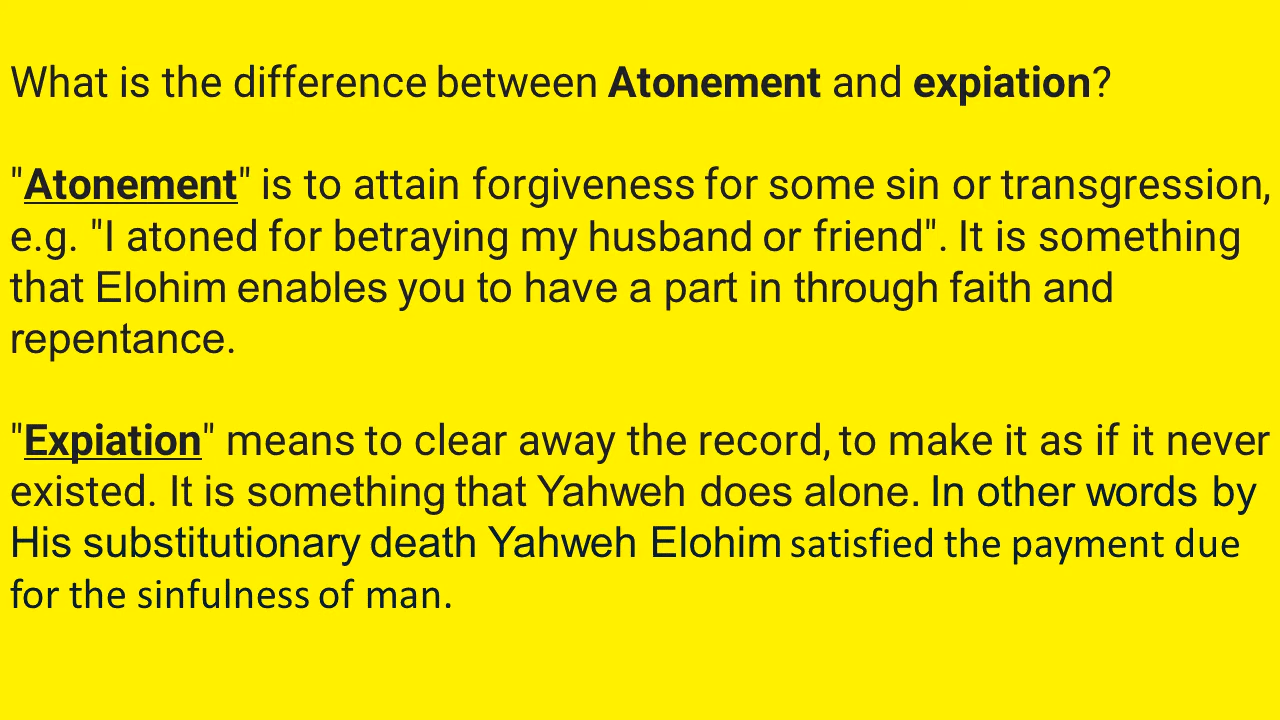 What is the difference between Atonement and expiation?
"Atonement" is to attain forgiveness for some sin or transgression,
e.g. "I atoned for betraying my husband or friend". It is something
that Elohim enables you to have a part in through faith and
repentance.
"Expiation" means to clear away the record, to make it as if it never
existed. It is something that Yahweh does alone. In other words by
His substitutionary death Yahweh Elohim satisfied the payment due
for the sinfulness of man.